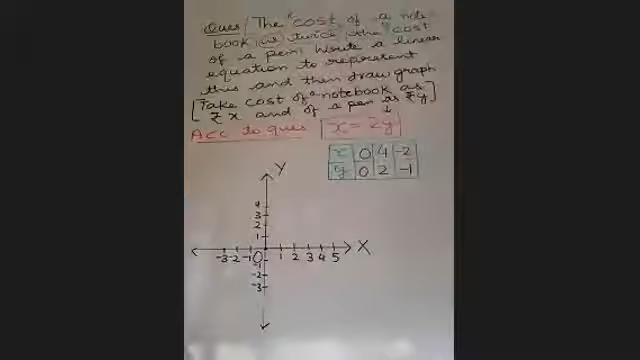 Ques/ The "cost of a note-
book is twice the "cost
of a pen. Write a linear
equation to represent
this and then draw graph
[Take cost of a notebook as
₹x and of a pen as ₹y]
Acc to ques x = 2y
x 0 4 -2
y 0 2 -1
Y
4
3
2
1
-3 -2 -1 O 1 2 3 4 5 X
-1
-2
-3